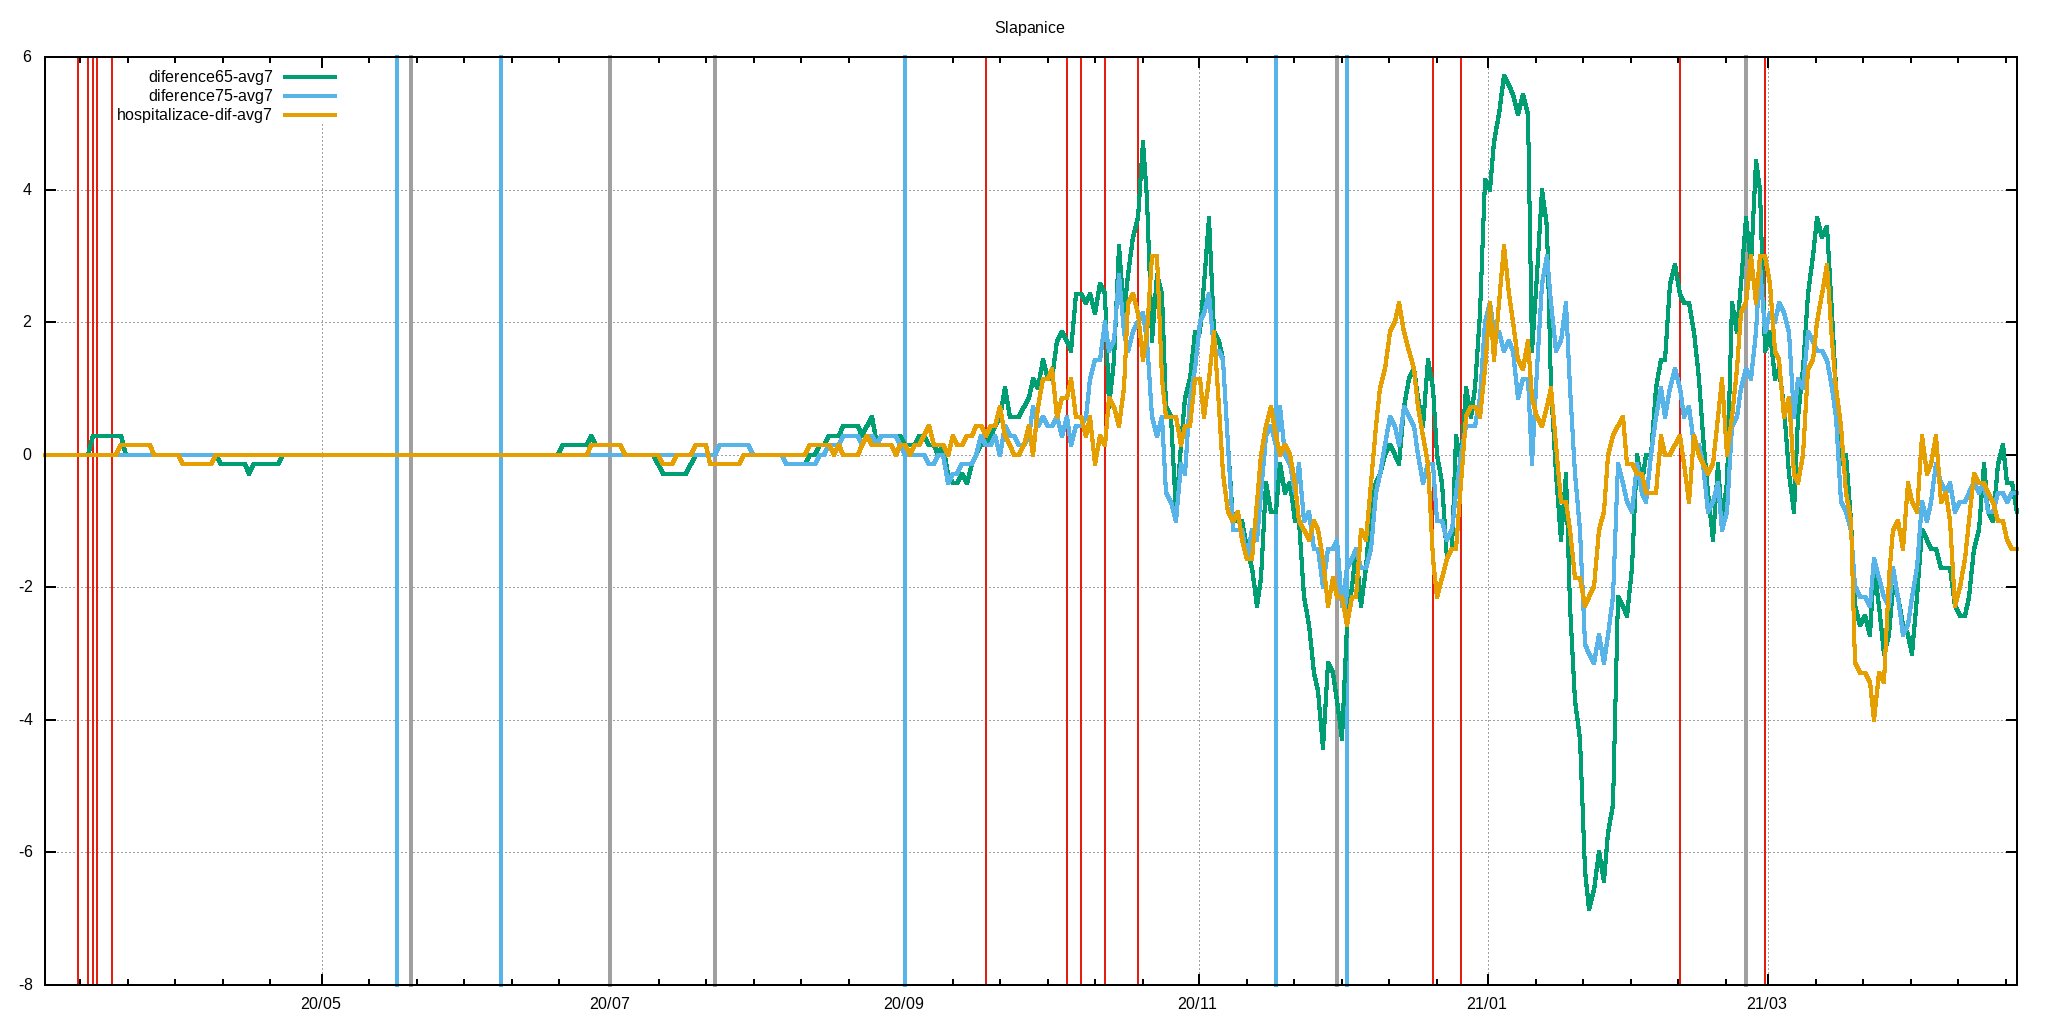 Slapanice
6
diference65-avg7
diference75-avg7
hospitalizace-dif-avg7
4
2
0
-2
-4
-6
-8
20/05 20/07 20/09 20/11 21/01 21/03